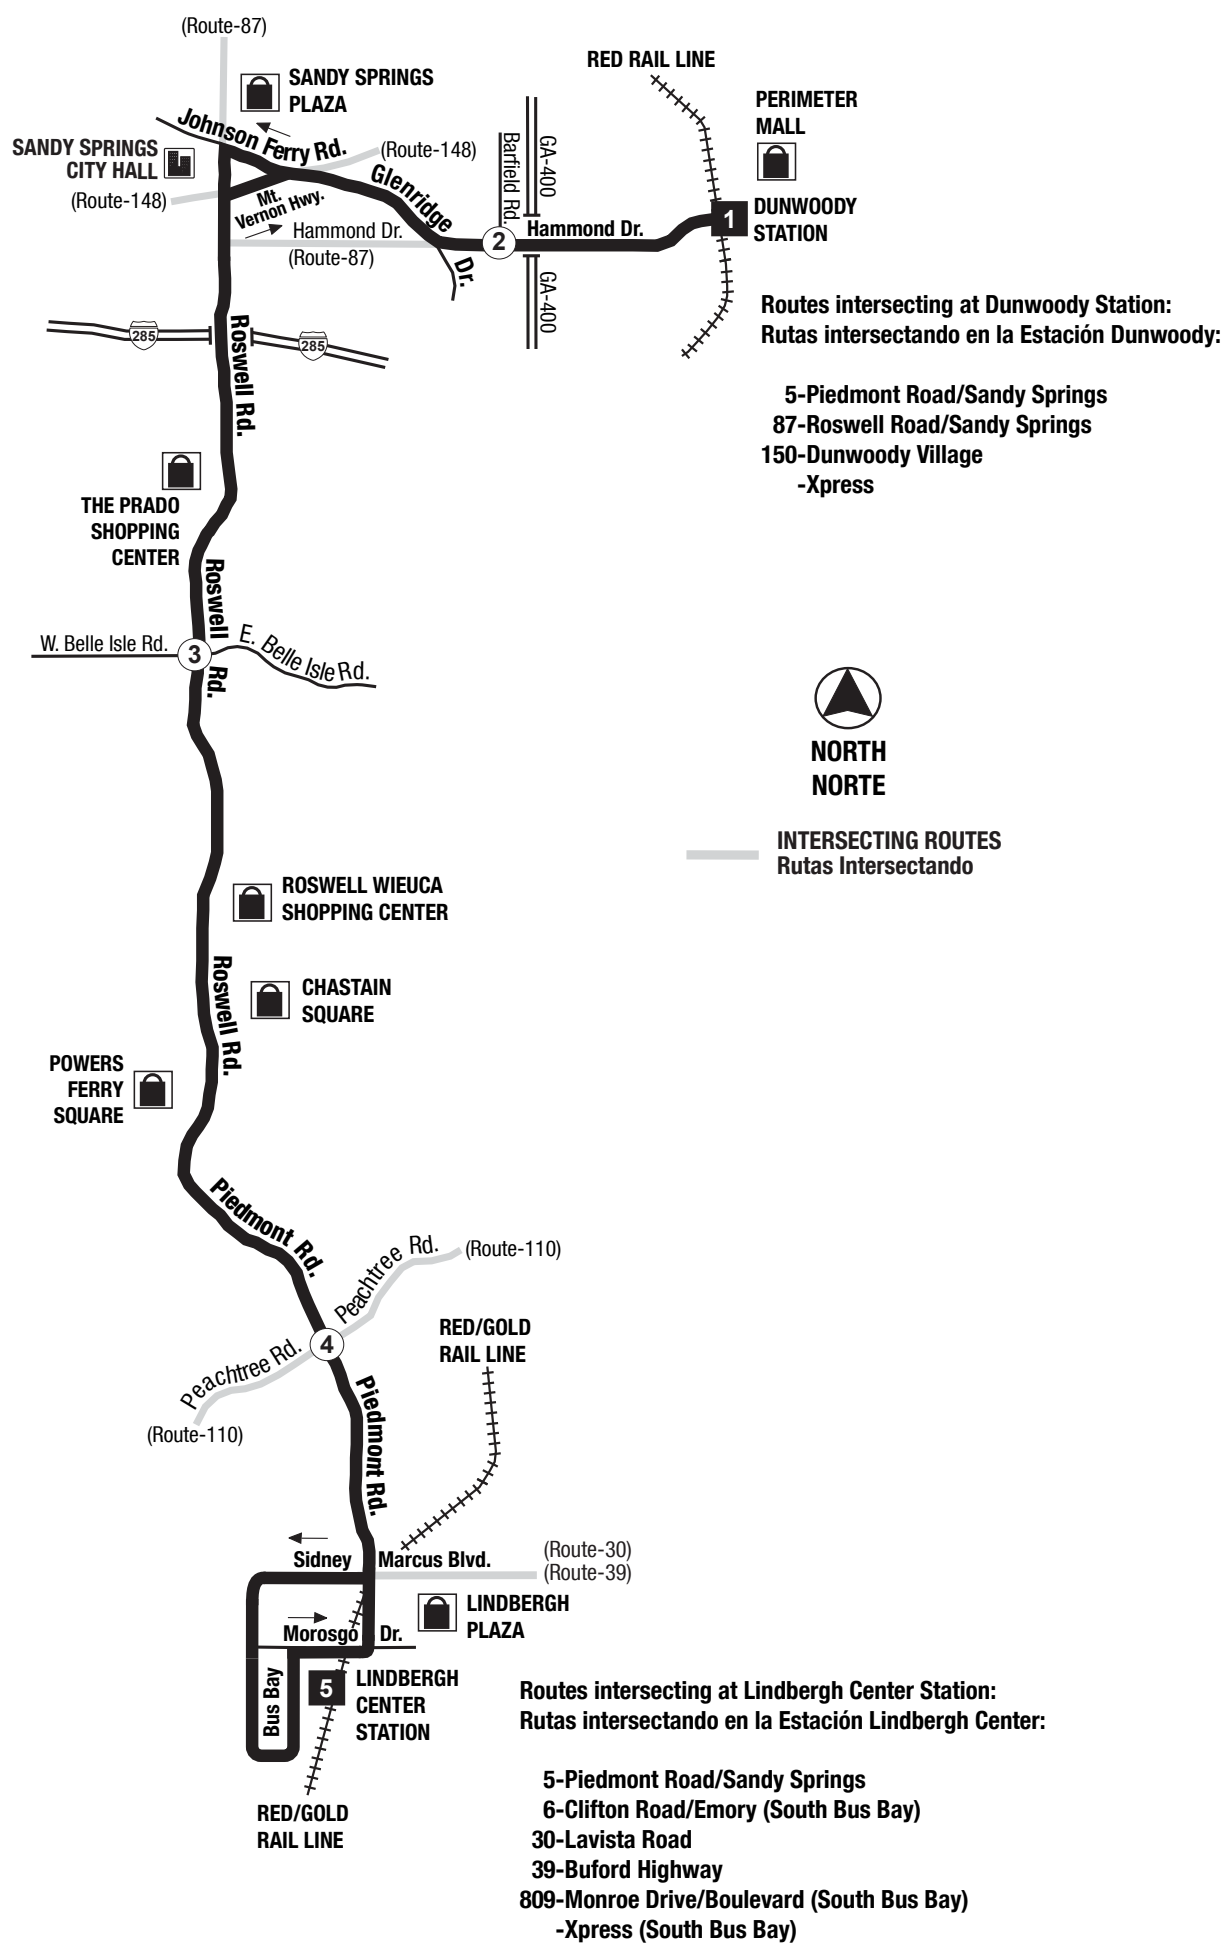 (Route-87)
RED RAIL LINE
SANDY SPRINGS
PLAZA
PERIMETER
MALL
Johnson Ferry Rd.
SANDY SPRINGS
CITY HALL
(Route-148)
(Route-148)
Mt.
Vernon Hwy.
Glenridge
Dr.
Barfield Rd.
GA-400
Hammond Dr.
(Route-87)
2
Hammond Dr.
1
DUNWOODY
STATION
GA-400
Routes intersecting at Dunwoody Station:
Rutas intersectando en la Estación Dunwoody:
5-Piedmont Road/Sandy Springs
87-Roswell Road/Sandy Springs
150-Dunwoody Village
-Xpress
285
Roswell Rd.
285
THE PRADO
SHOPPING
CENTER
Roswell
Rd.
W. Belle Isle Rd.
3
E. Belle Isle Rd.
NORTH
NORTE
INTERSECTING ROUTES
Rutas Intersectando
ROSWELL WIEUCA
SHOPPING CENTER
Roswell Rd.
CHASTAIN
SQUARE
POWERS
FERRY
SQUARE
Piedmont Rd.
Peachtree Rd.
(Route-110)
4
Peachtree Rd.
(Route-110)
RED/GOLD
RAIL LINE
Piedmont Rd.
Sidney Marcus Blvd.
(Route-30)
(Route-39)
LINDBERGH
PLAZA
Morosgo Dr.
Bus Bay
5
LINDBERGH
CENTER
STATION
RED/GOLD
RAIL LINE
Routes intersecting at Lindbergh Center Station:
Rutas intersectando en la Estación Lindbergh Center:
5-Piedmont Road/Sandy Springs
6-Clifton Road/Emory (South Bus Bay)
30-Lavista Road
39-Buford Highway
809-Monroe Drive/Boulevard (South Bus Bay)
-Xpress (South Bus Bay)